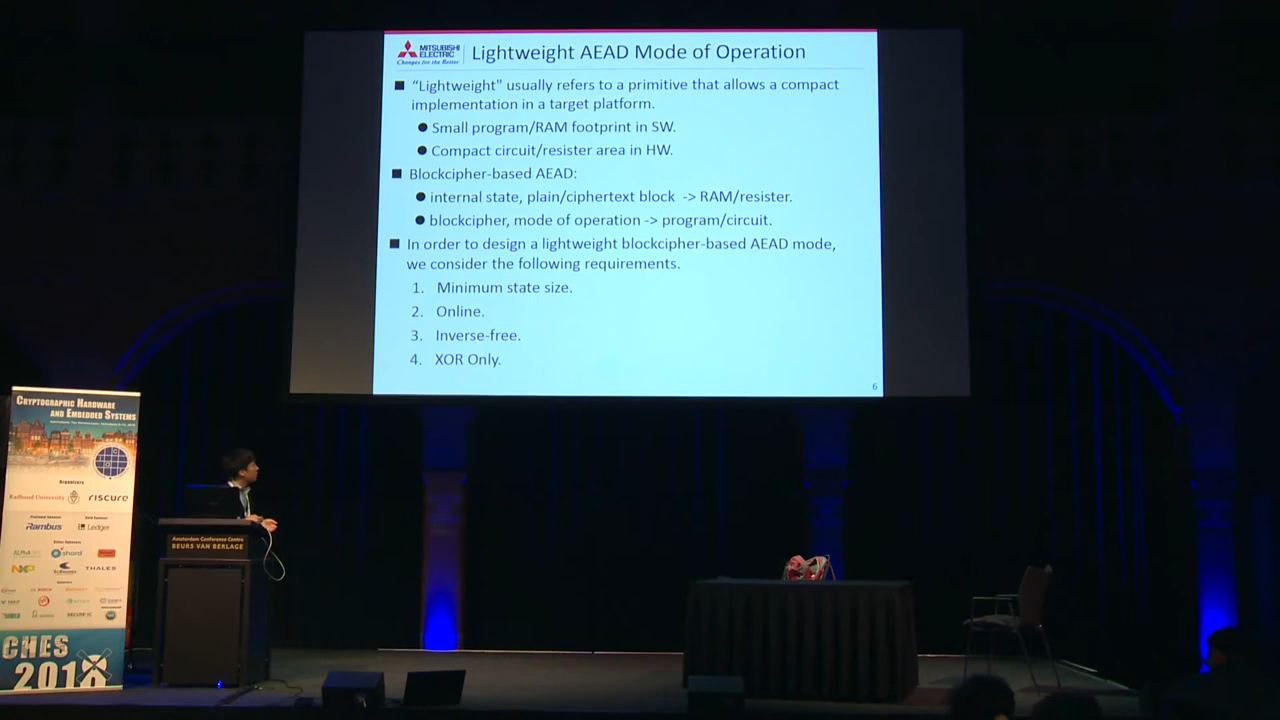 MITSUBISHI
ELECTRIC
Changes for the Better
Lightweight AEAD Mode of Operation
“Lightweight" usually refers to a primitive that allows a compact
implementation in a target platform.
Small program/RAM footprint in SW.
Compact circuit/resister area in HW.
Blockcipher-based AEAD:
internal state, plain/ciphertext block -> RAM/resister.
blockcipher, mode of operation -> program/circuit.
In order to design a lightweight blockcipher-based AEAD mode,
we consider the following requirements.
1. Minimum state size.
2. Online.
3. Inverse-free.
4. XOR Only.
6
Cryptographic Hardware
and Embedded Systems
Organizers
Radboud University
riscure
Rambus
Ledger
shard
NXP
THALES
CHES
2018
Amsterdam Conference Centre
BEURS VAN BERLAGE